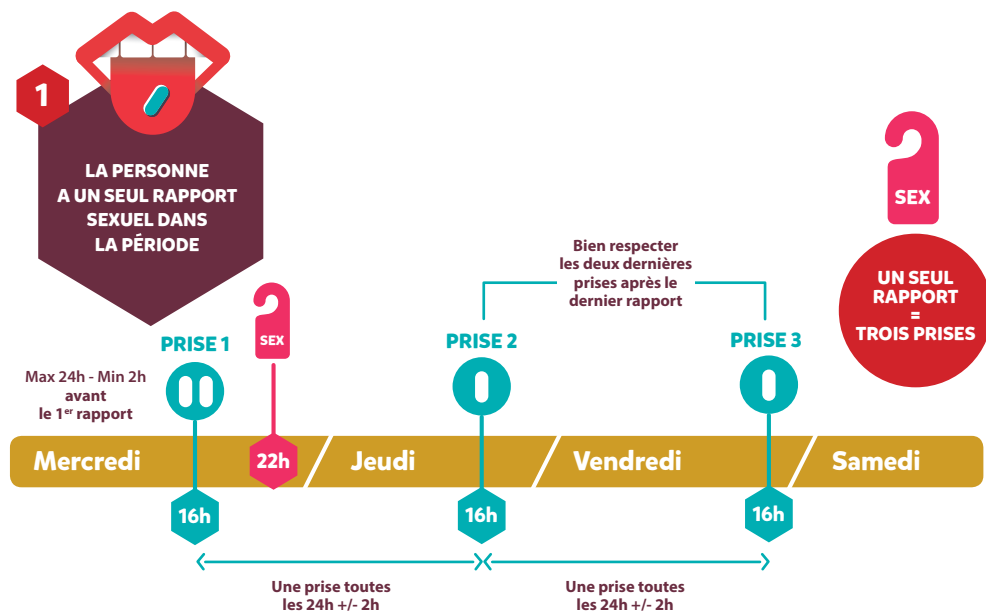 1
LA PERSONNE
A UN SEUL RAPPORT
SEXUEL DANS
LA PÉRIODE
SEX
UN SEUL
RAPPORT
=
TROIS PRISES
Bien respecter
les deux dernières
prises après le
dernier rapport
PRISE 1
SEX
PRISE 2
PRISE 3
Max 24h - Min 2h
avant
le 1er rapport
Mercredi
22h
Jeudi
Vendredi
Samedi
16h
16h
16h
Une prise toutes
les 24h +/- 2h
Une prise toutes
les 24h +/- 2h